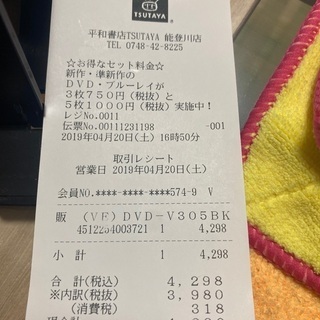 TSUTAYA
平和書店TSUTAYA 能登川店
TEL 0748-42-8225
☆お得なセット料金☆
新作・準新作の
DVD・ブルーレイが
3枚750円(税抜)と
5枚1000円(税抜)実施中!
レジNo.0011
伝票No.00111231198 -001
2019年04月20日(土) 16時50分
取引レシート
営業日 2019年04月20日(土)
会員NO.****-****-****574-9 V
販 (VF)DVD-V305BK
4512254003721 1 4,298
小 計 1 4,298
合 計(税込) 4,298
※内訳(税抜) 3,980
(消費税) 318